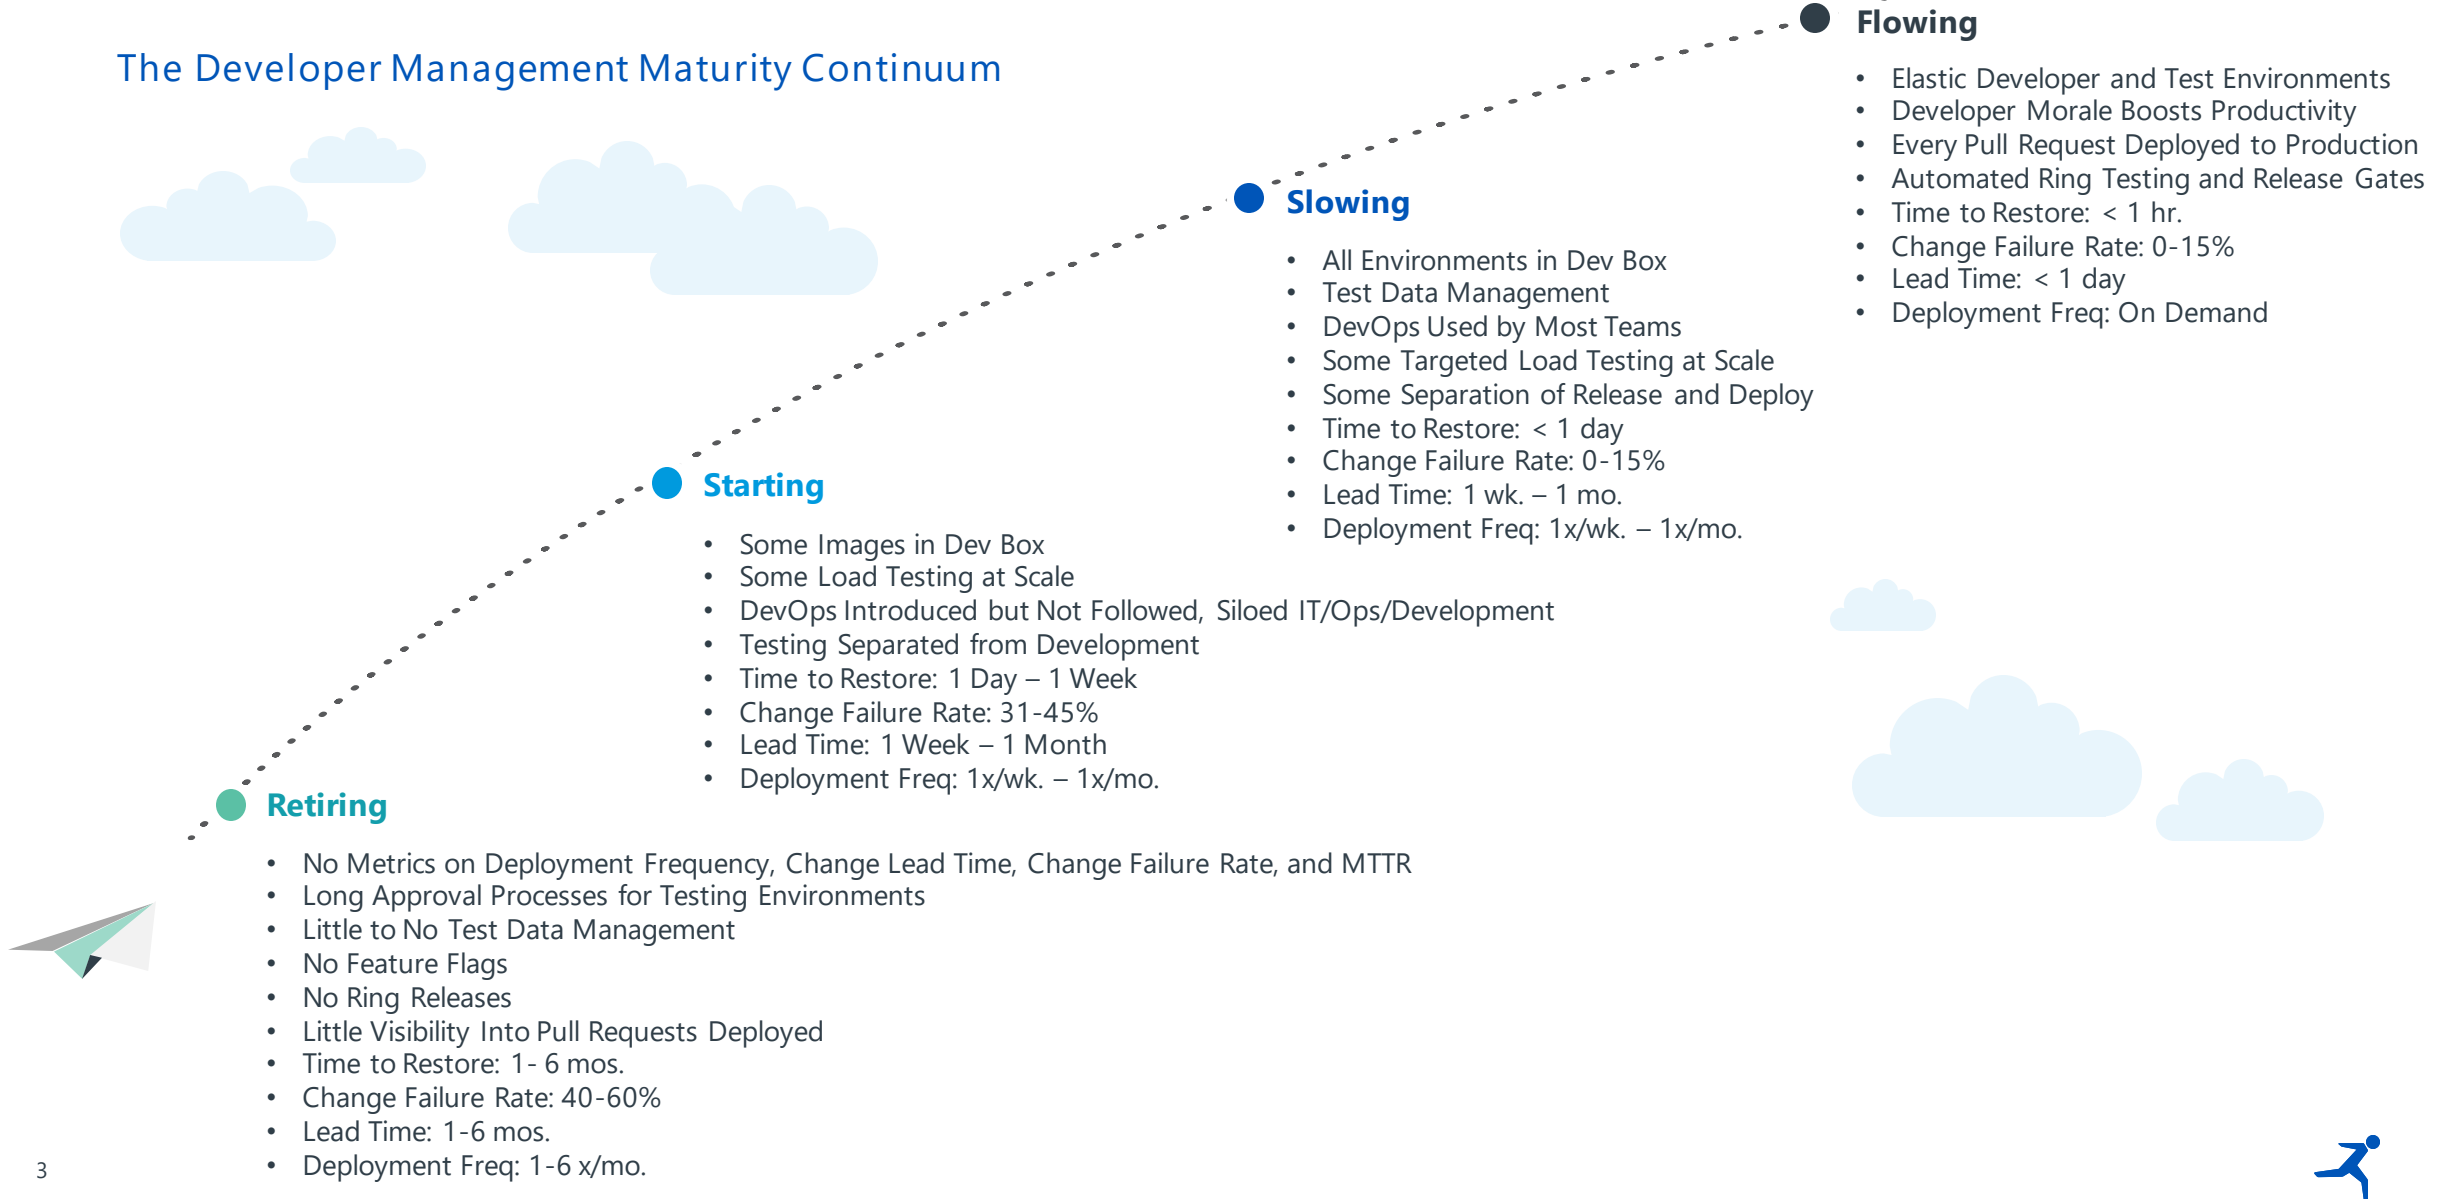 The Developer Management Maturity Continuum
Flowing
• Elastic Developer and Test Environments
• Developer Morale Boosts Productivity
• Every Pull Request Deployed to Production
• Automated Ring Testing and Release Gates
• Time to Restore: < 1 hr.
• Change Failure Rate: 0-15%
• Lead Time: < 1 day
• Deployment Freq: On Demand
Slowing
• All Environments in Dev Box
• Test Data Management
• DevOps Used by Most Teams
• Some Targeted Load Testing at Scale
• Some Separation of Release and Deploy
• Time to Restore: < 1 day
• Change Failure Rate: 0-15%
• Lead Time: 1 wk. – 1 mo.
• Deployment Freq: 1x/wk. – 1x/mo.
Starting
• Some Images in Dev Box
• Some Load Testing at Scale
• DevOps Introduced but Not Followed, Siloed IT/Ops/Development
• Testing Separated from Development
• Time to Restore: 1 Day – 1 Week
• Change Failure Rate: 31-45%
• Lead Time: 1 Week – 1 Month
• Deployment Freq: 1x/wk. – 1x/mo.
Retiring
• No Metrics on Deployment Frequency, Change Lead Time, Change Failure Rate, and MTTR
• Long Approval Processes for Testing Environments
• Little to No Test Data Management
• No Feature Flags
• No Ring Releases
• Little Visibility Into Pull Requests Deployed
• Time to Restore: 1- 6 mos.
• Change Failure Rate: 40-60%
• Lead Time: 1-6 mos.
• Deployment Freq: 1-6 x/mo.
3